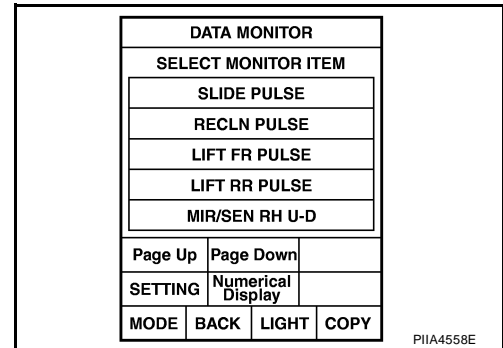 DATA MONITOR
SELECT MONITOR ITEM
SLIDE PULSE
RECLN PULSE
LIFT FR PULSE
LIFT RR PULSE
MIR/SEN RH U-D
Page Up Page Down
SETTING Numerical Display
MODE BACK LIGHT COPY
PIIA4558E